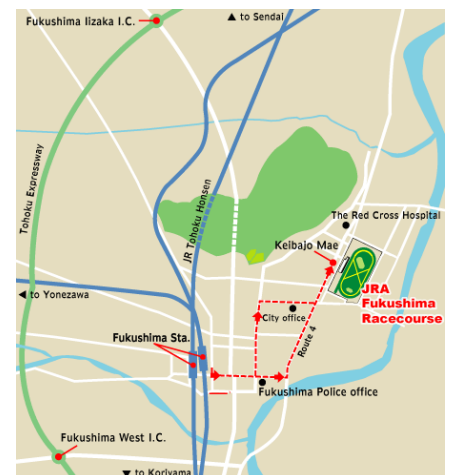 ▲ to Sendai
Fukushima Iizaka I.C.
Tohoku Expressway
JR Tohoku Honsen
The Red Cross Hospital
Keibajo Mae
JRA
Fukushima
Racecourse
◀ to Yonezawa
City office
Route 4
Fukushima Sta.
Fukushima Police office
Fukushima West I.C.
▼ to Koriyama